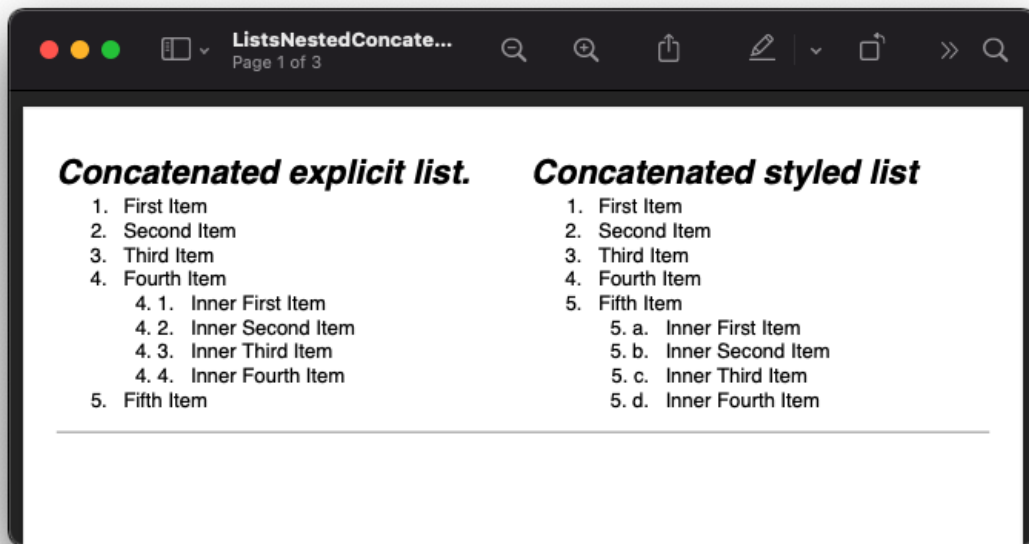 ListsNestedConcate...
Page 1 of 3
Concatenated explicit list.
1. First Item
2. Second Item
3. Third Item
4. Fourth Item
4. 1. Inner First Item
4. 2. Inner Second Item
4. 3. Inner Third Item
4. 4. Inner Fourth Item
5. Fifth Item
Concatenated styled list
1. First Item
2. Second Item
3. Third Item
4. Fourth Item
5. Fifth Item
5. a. Inner First Item
5. b. Inner Second Item
5. c. Inner Third Item
5. d. Inner Fourth Item